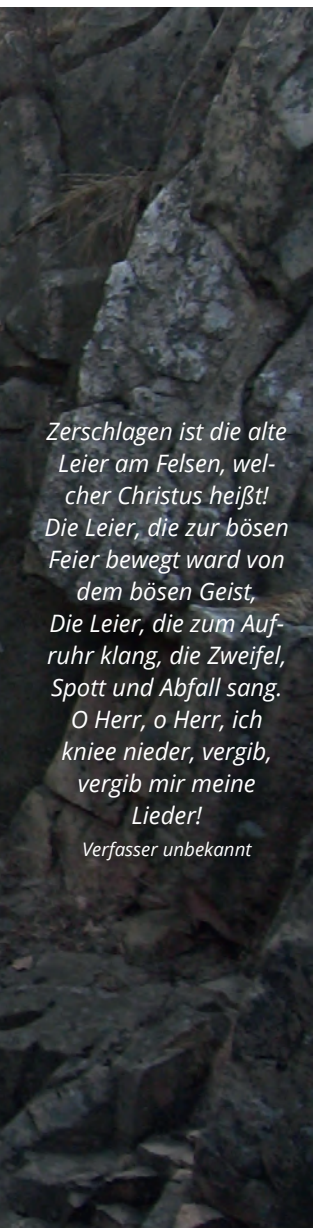 Zerschlagen ist die alte
Leier am Felsen, wel-
cher Christus heißt!
Die Leier, die zur bösen
Feier bewegt ward von
dem bösen Geist,
Die Leier, die zum Auf-
ruhr klang, die Zweifel,
Spott und Abfall sang.
O Herr, o Herr, ich
kniee nieder, vergib,
vergib mir meine
Lieder!
Verfasser unbekannt